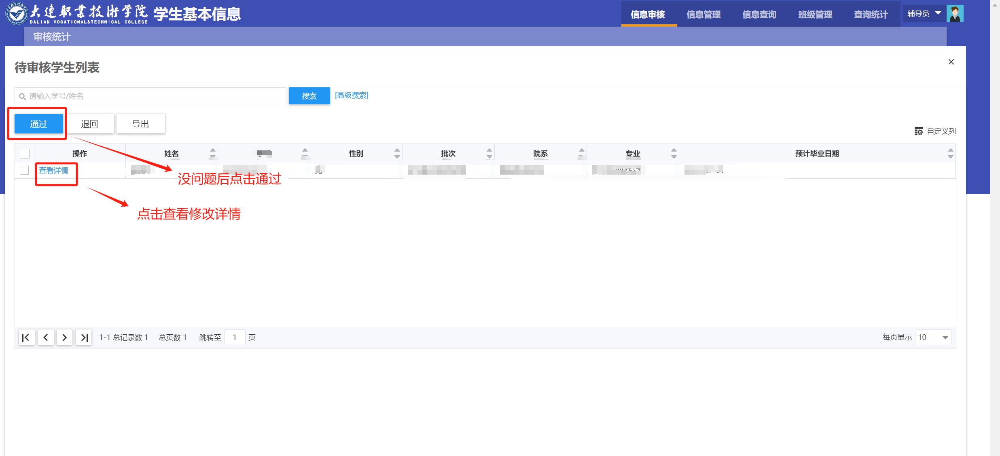 大连职业技术学院 学生基本信息
DALIAN VOCATIONAL&TECHNICAL COLLEGE
信息审核 信息管理 信息查询 班级管理 查询统计 辅导员
审核统计
待审核学生列表
请输入学号/姓名 搜索 [高级搜索]
通过 退回 导出
自定义列
操作 姓名 性别 批次 院系 专业 预计毕业日期
查看详情
没问题后点击通过
点击查看修改详情
1-1 总记录数 1 总页数 1 跳转至 1 页 每页显示 10